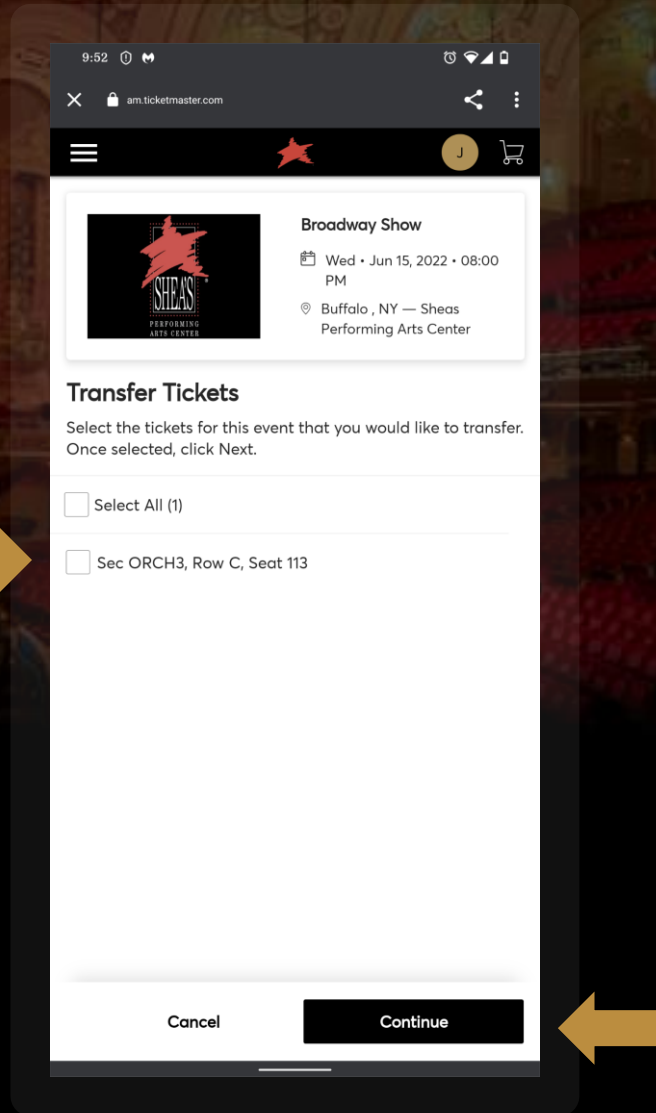 9:52
am.ticketmaster.com
J
SHEA'S
PERFORMING
ARTS CENTER
Broadway Show
Wed • Jun 15, 2022 • 08:00
PM
Buffalo , NY — Sheas
Performing Arts Center
Transfer Tickets
Select the tickets for this event that you would like to transfer.
Once selected, click Next.
Select All (1)
Sec ORCH3, Row C, Seat 113
Cancel
Continue